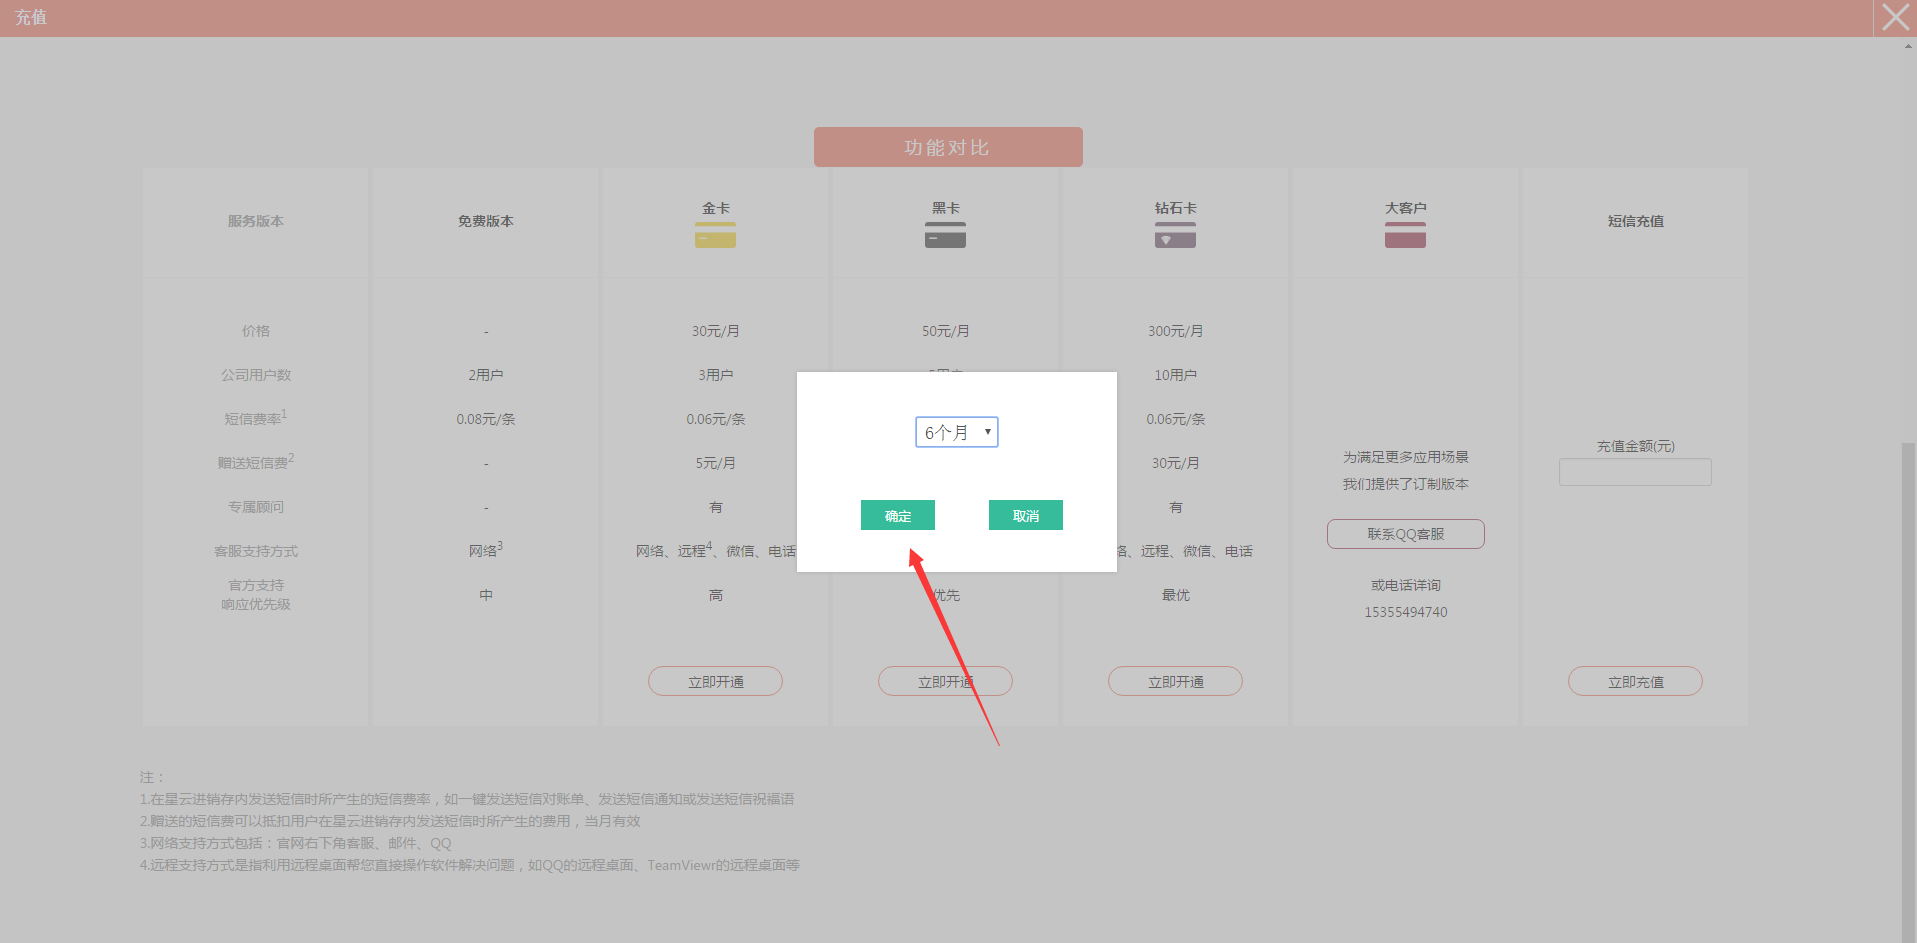 充值
功能对比
服务版本 免费版本 金卡 黑卡 钻石卡 大客户 短信充值
价格 - 30元/月 50元/月 300元/月
公司用户数 2用户 3用户 10用户
短信费率1 0.08元/条 0.06元/条 0.06元/条
赠送短信费2 - 5元/月 30元/月
专属顾问 - 有 有
客服支持方式 网络3 网络、远程4、微信、电话 、远程、微信、电话
官方支持
响应优先级 中 高 优先 最优
6个月
确定 取消
为满足更多应用场景
我们提供了订制版本
联系QQ客服
或电话详询
15355494740
充值金额(元)
立即开通 立即开通 立即开通 立即充值
注：
1.在星云进销存内发送短信时所产生的短信费率，如一键发送短信对账单、发送短信通知或发送短信祝福语
2.赠送的短信费可以抵扣用户在星云进销存内发送短信时所产生的费用，当月有效
3.网络支持方式包括：官网右下角客服、邮件、QQ
4.远程支持方式是指利用远程桌面帮您直接操作软件解决问题，如QQ的远程桌面、TeamViewr的远程桌面等